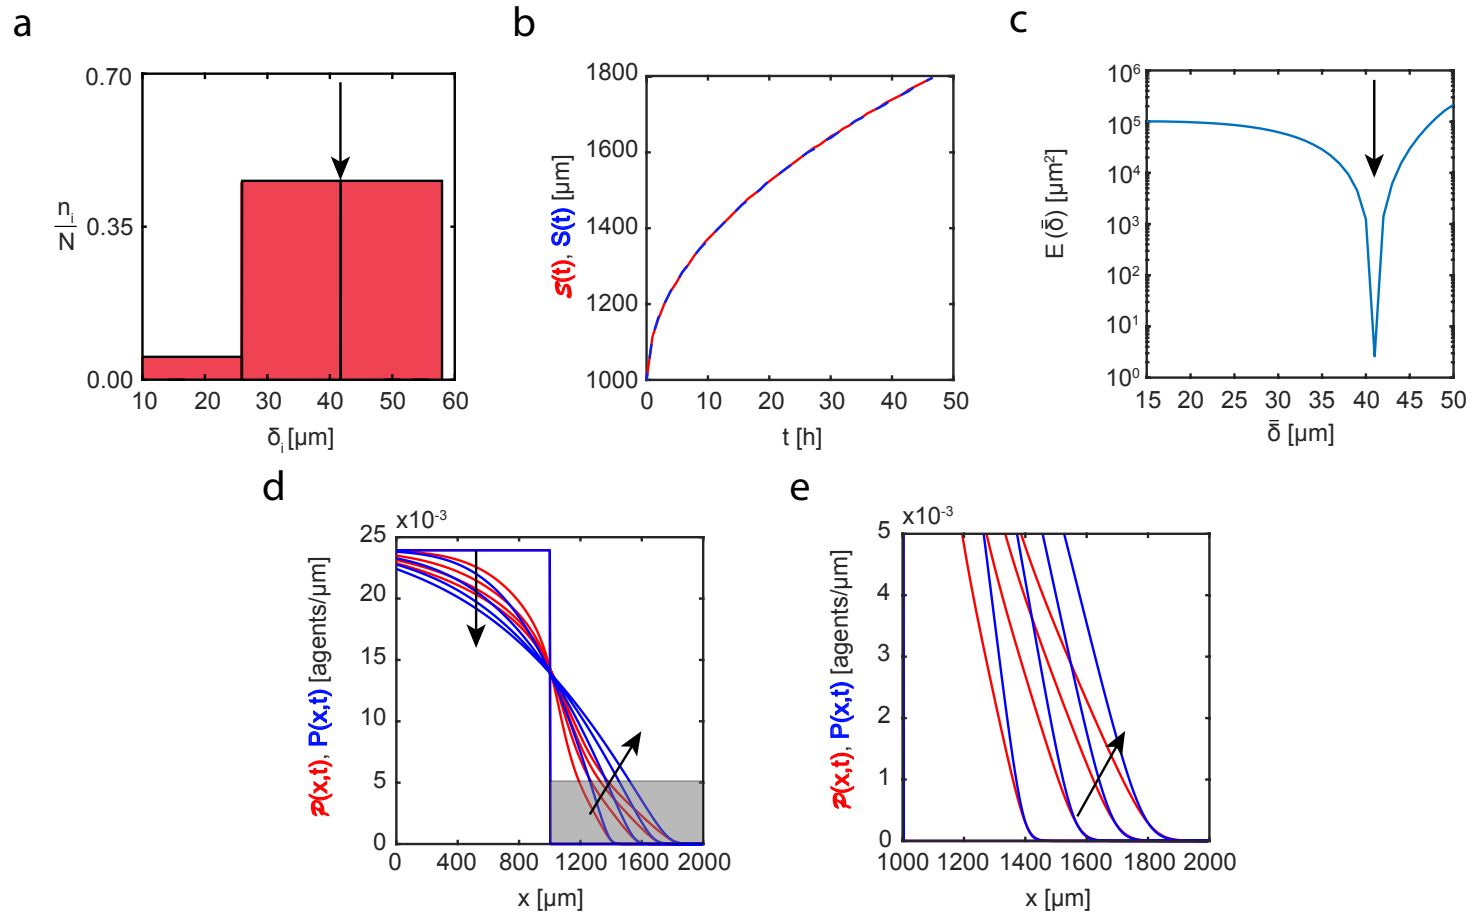 a
0.70
0.35
0.00
n_i
N
10 20 30 40 50 60
δ_i [µm]
b
1800
1600
1400
1200
1000
𝓢(t), S(t) [µm]
0 10 20 30 40 50
t [h]
c
10^6
10^5
10^4
10^3
10^2
10^1
10^0
E (δ̄) [µm^2]
15 20 25 30 35 40 45 50
δ̄ [µm]
d
x10^-3
25
20
15
10
5
0
𝓟(x,t), P(x,t) [agents/µm]
0 400 800 1200 1600 2000
x [µm]
e
x10^-3
5
4
3
2
1
0
𝓟(x,t), P(x,t) [agents/µm]
1000 1200 1400 1600 1800 2000
x [µm]